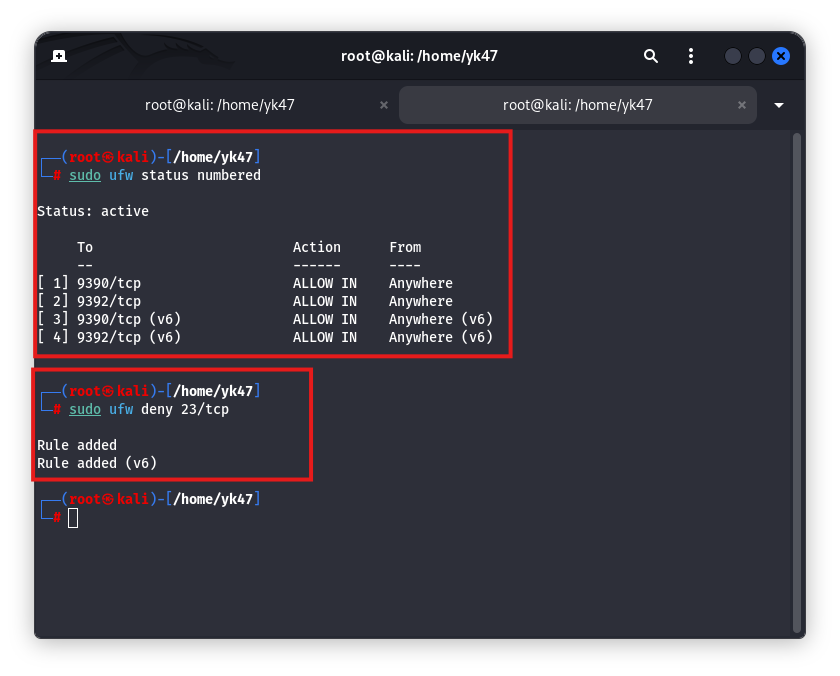 root@kali: /home/yk47
root@kali: /home/yk47
root@kali: /home/yk47
┌──(root㉿kali)-[/home/yk47]
└─# sudo ufw status numbered
Status: active
To Action From
-- ------ ----
[ 1] 9390/tcp ALLOW IN Anywhere
[ 2] 9392/tcp ALLOW IN Anywhere
[ 3] 9390/tcp (v6) ALLOW IN Anywhere (v6)
[ 4] 9392/tcp (v6) ALLOW IN Anywhere (v6)
┌──(root㉿kali)-[/home/yk47]
└─# sudo ufw deny 23/tcp
Rule added
Rule added (v6)
┌──(root㉿kali)-[/home/yk47]
└─#